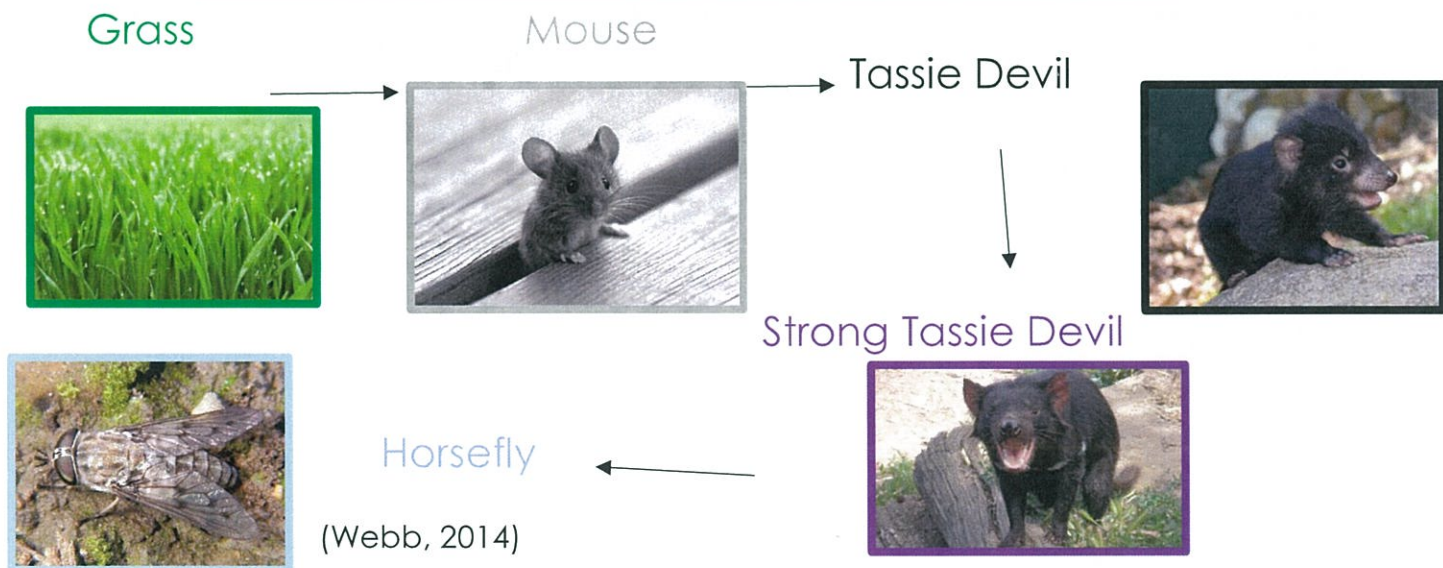 Grass
Mouse
Tassie Devil
Strong Tassie Devil
Horsefly
(Webb, 2014)